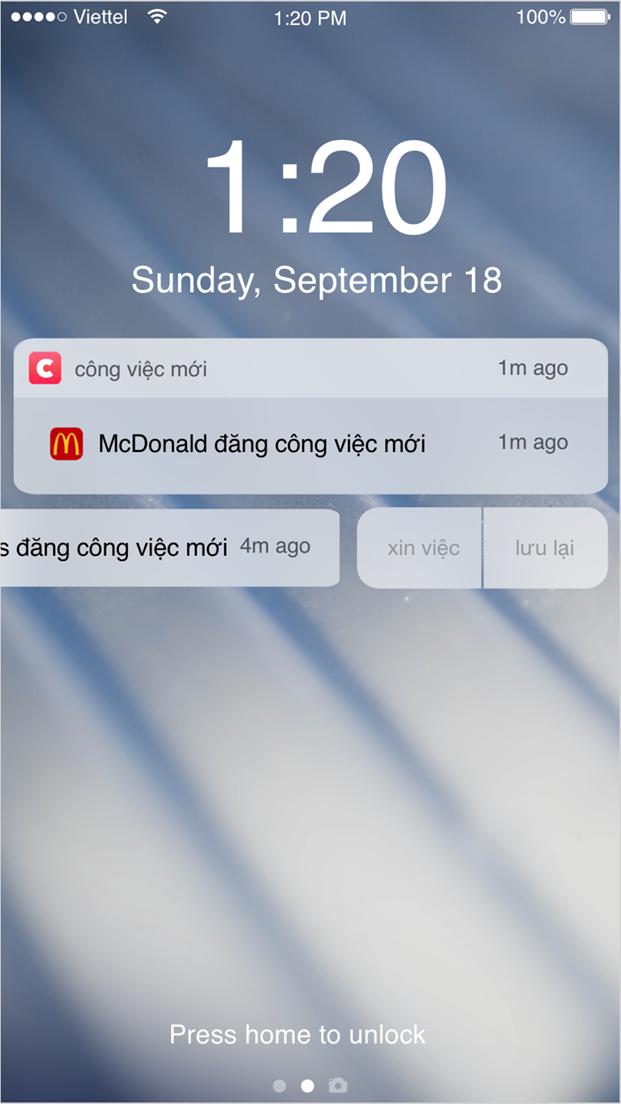 Viettel 1:20 PM 100%
1:20
Sunday, September 18
công việc mới 1m ago
McDonald đăng công việc mới 1m ago
s đăng công việc mới 4m ago xin việc lưu lại
Press home to unlock